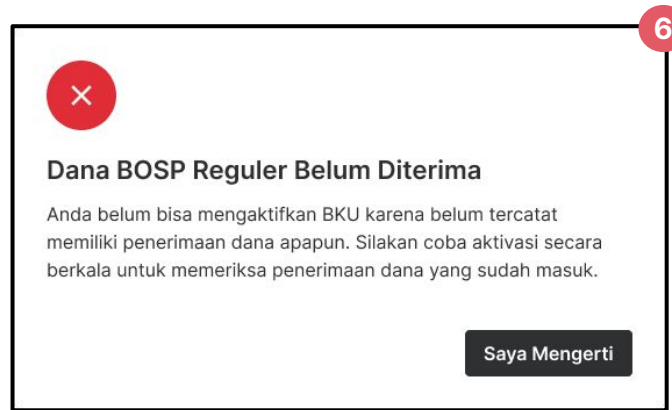 6
Dana BOSP Reguler Belum Diterima
Anda belum bisa mengaktifkan BKU karena belum tercatat
memiliki penerimaan dana apapun. Silakan coba aktivasi secara
berkala untuk memeriksa penerimaan dana yang sudah masuk.
Saya Mengerti